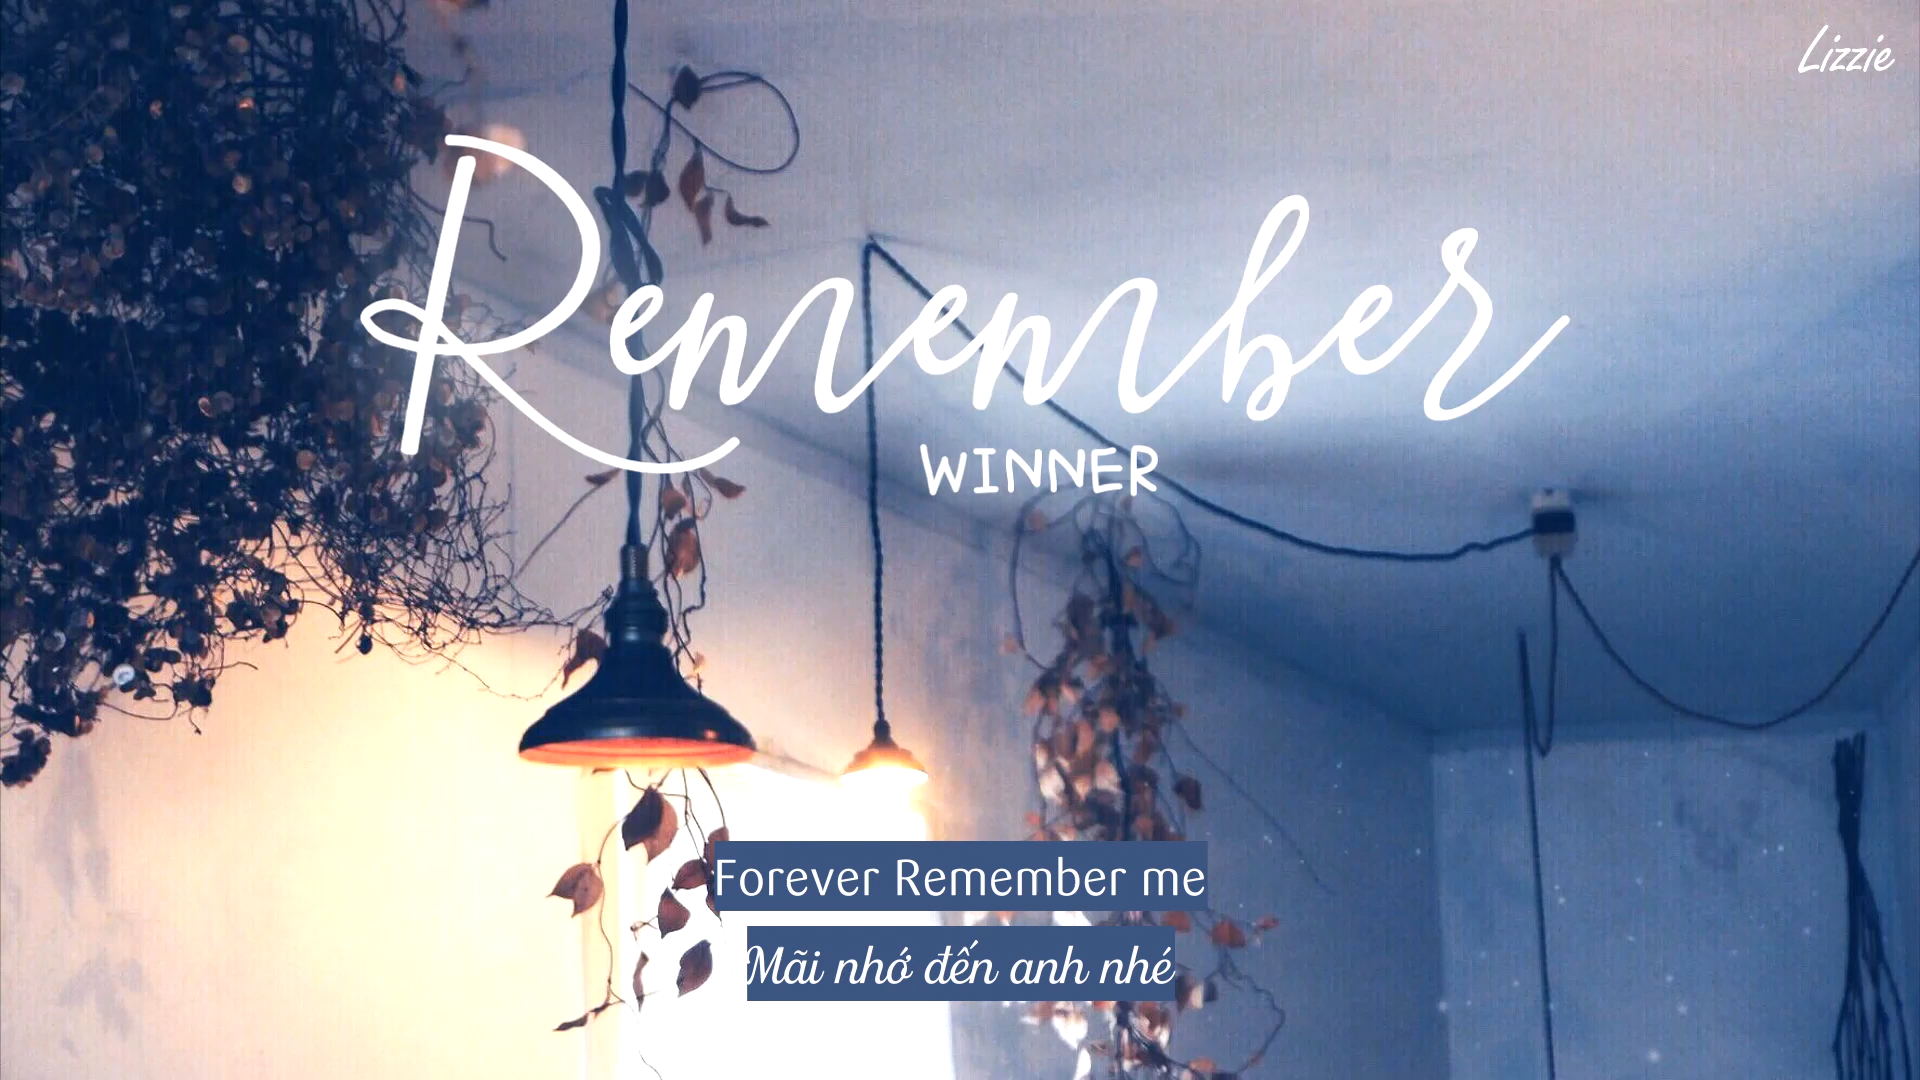 Lizzie
Remember
WINNER
Forever Remember me
Mãi nhớ đến anh nhé